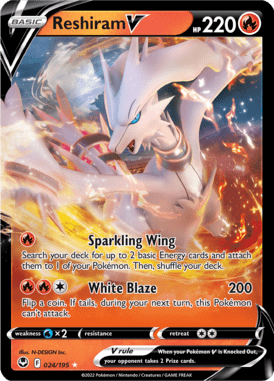 BASIC Reshiram V HP 220
Sparkling Wing
Search your deck for up to 2 basic Energy cards and attach
them to 1 of your Pokémon. Then, shuffle your deck.
White Blaze 200
Flip a coin. If tails, during your next turn, this Pokémon
can't attack.
weakness ×2 resistance retreat
Illus. N-DESIGN Inc.
F 024/195
V rule
When your Pokémon V is Knocked Out,
your opponent takes 2 Prize cards.
©2022 Pokémon / Nintendo / Creatures / GAME FREAK